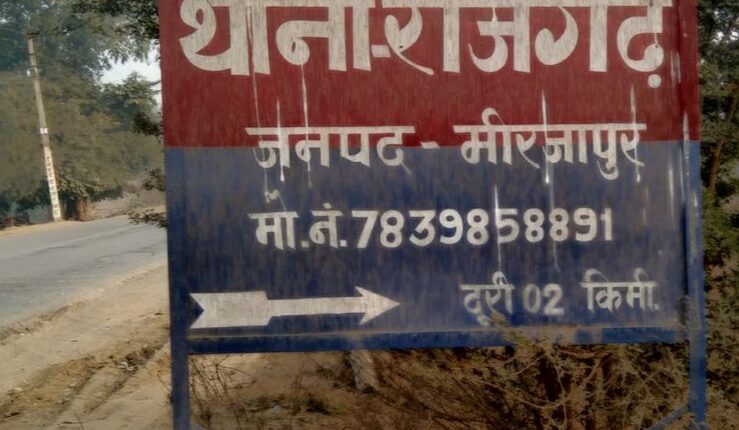 थाना-राजगढ़
जनपद - मीरजापुर
मो.नं.7839858891
दूरी 02 किमी.